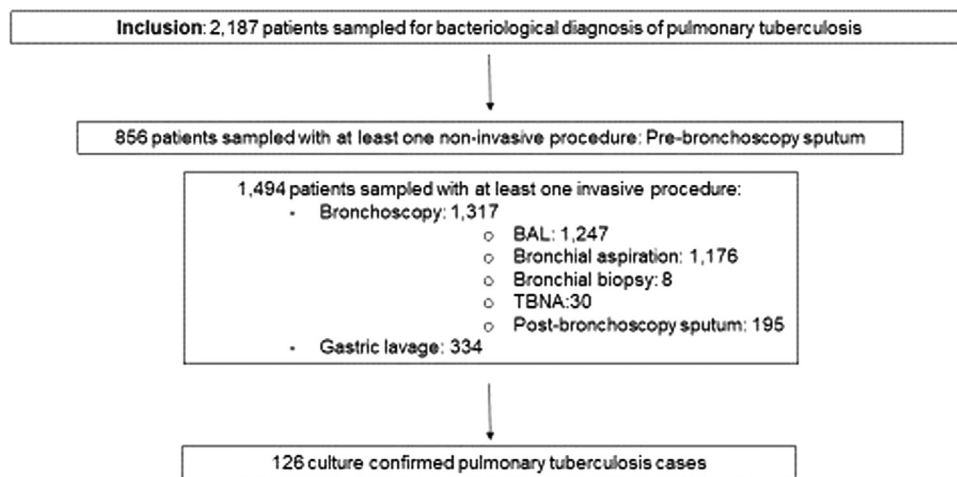 Inclusion: 2,187 patients sampled for bacteriological diagnosis of pulmonary tuberculosis
856 patients sampled with at least one non-invasive procedure: Pre-bronchoscopy sputum
1,494 patients sampled with at least one invasive procedure:
- Bronchoscopy: 1,317
o BAL: 1,247
o Bronchial aspiration: 1,176
o Bronchial biopsy: 8
o TBNA:30
o Post-bronchoscopy sputum: 195
- Gastric lavage: 334
126 culture confirmed pulmonary tuberculosis cases